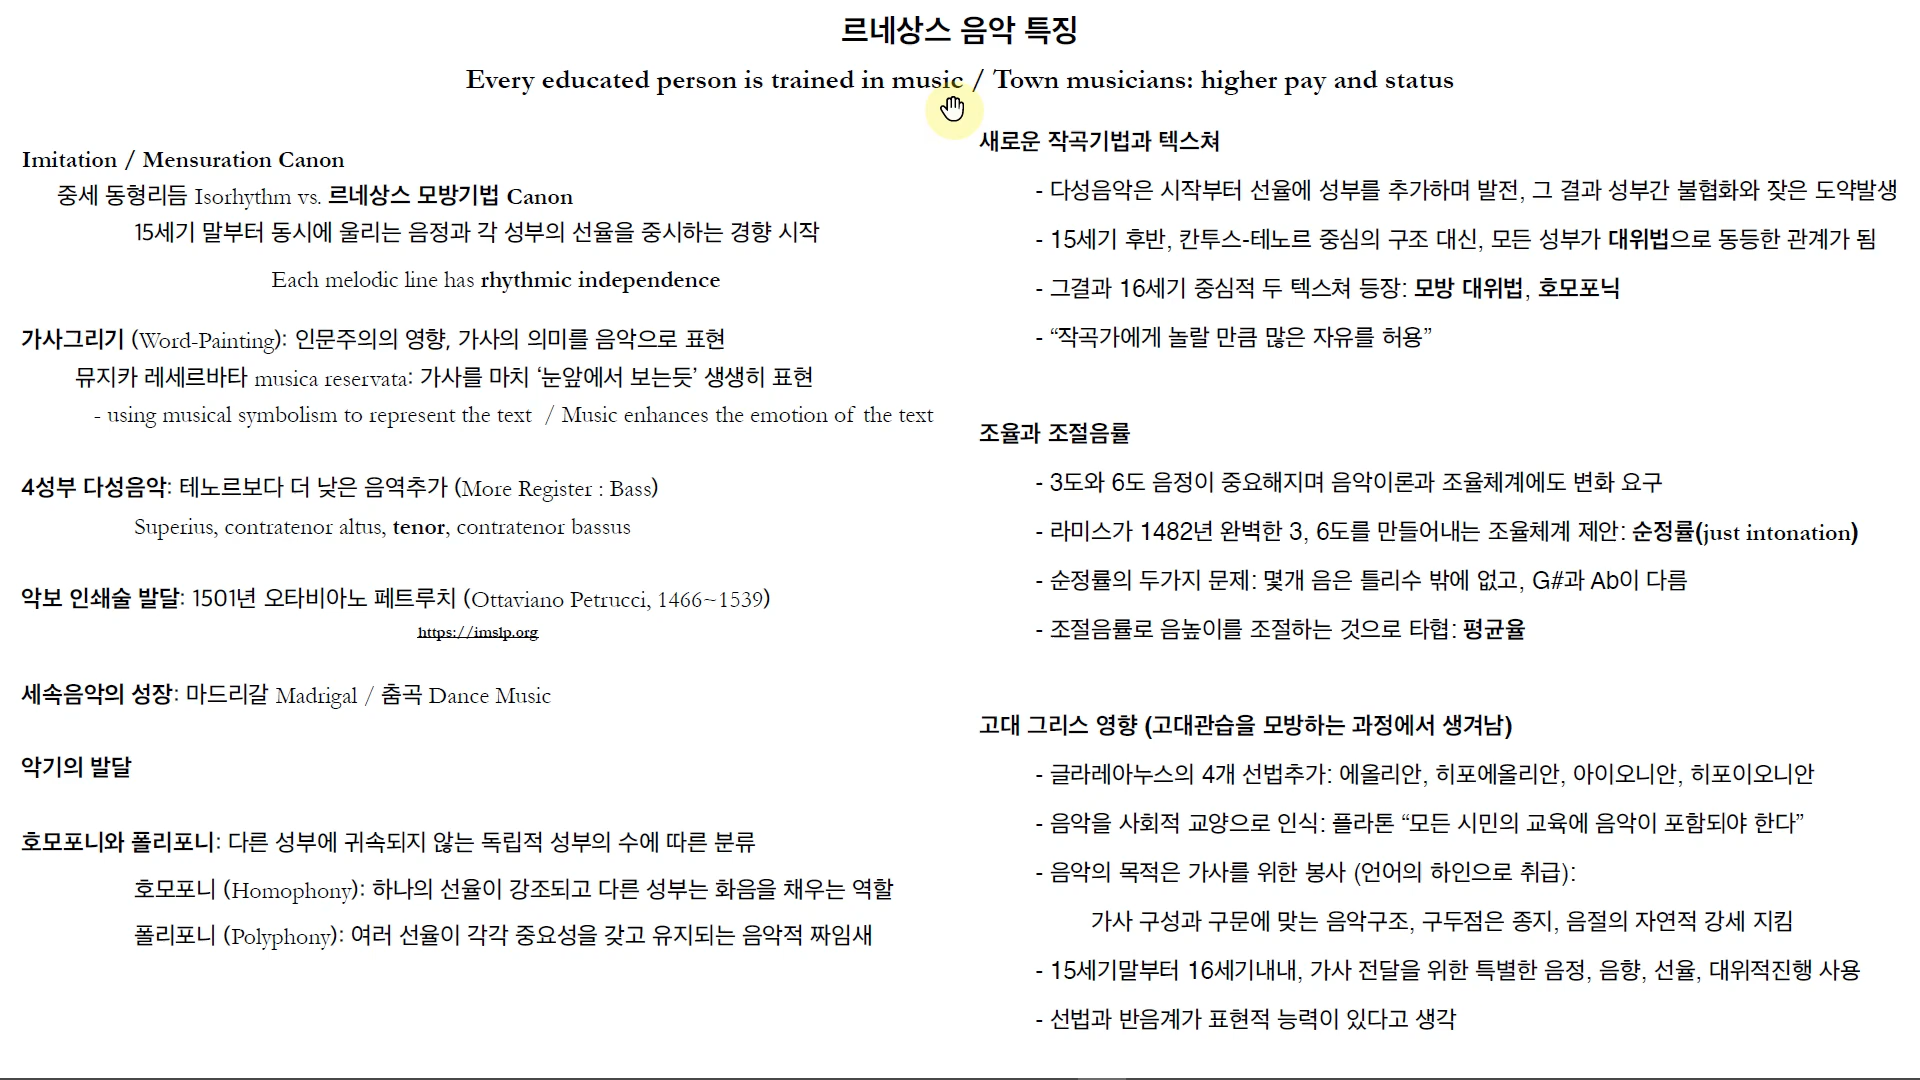 르네상스 음악 특징
Every educated person is trained in music / Town musicians: higher pay and status
Imitation / Mensuration Canon
중세 동형리듬 Isorhythm vs. 르네상스 모방기법 Canon
15세기 말부터 동시에 울리는 음정과 각 성부의 선율을 중시하는 경향 시작
Each melodic line has rhythmic independence
가사그리기 (Word-Painting): 인문주의의 영향, 가사의 의미를 음악으로 표현
뮤지카 레세르바타 musica reservata: 가사를 마치 ‘눈앞에서 보는듯’ 생생히 표현
- using musical symbolism to represent the text / Music enhances the emotion of the text
4성부 다성음악: 테노르보다 더 낮은 음역추가 (More Register : Bass)
Superius, contratenor altus, tenor, contratenor bassus
악보 인쇄술 발달: 1501년 오타비아노 페트루치 (Ottaviano Petrucci, 1466~1539)
https://imslp.org
세속음악의 성장: 마드리갈 Madrigal / 춤곡 Dance Music
악기의 발달
호모포니와 폴리포니: 다른 성부에 귀속되지 않는 독립적 성부의 수에 따른 분류
호모포니 (Homophony): 하나의 선율이 강조되고 다른 성부는 화음을 채우는 역할
폴리포니 (Polyphony): 여러 선율이 각각 중요성을 갖고 유지되는 음악적 짜임새
새로운 작곡기법과 텍스쳐
- 다성음악은 시작부터 선율에 성부를 추가하며 발전, 그 결과 성부간 불협화와 잦은 도약발생
- 15세기 후반, 칸투스-테노르 중심의 구조 대신, 모든 성부가 대위법으로 동등한 관계가 됨
- 그결과 16세기 중심적 두 텍스쳐 등장: 모방 대위법, 호모포닉
- “작곡가에게 놀랄 만큼 많은 자유를 허용”
조율과 조절음률
- 3도와 6도 음정이 중요해지며 음악이론과 조율체계에도 변화 요구
- 라미스가 1482년 완벽한 3, 6도를 만들어내는 조율체계 제안: 순정률(just intonation)
- 순정률의 두가지 문제: 몇개 음은 틀리수 밖에 없고, G#과 Ab이 다름
- 조절음률로 음높이를 조절하는 것으로 타협: 평균율
고대 그리스 영향 (고대관습을 모방하는 과정에서 생겨남)
- 글라레아누스의 4개 선법추가: 에올리안, 히포에올리안, 아이오니안, 히포이오니안
- 음악을 사회적 교양으로 인식: 플라톤 “모든 시민의 교육에 음악이 포함되야 한다”
- 음악의 목적은 가사를 위한 봉사 (언어의 하인으로 취급):
가사 구성과 구문에 맞는 음악구조, 구두점은 종지, 음절의 자연적 강세 지킴
- 15세기말부터 16세기내내, 가사 전달을 위한 특별한 음정, 음향, 선율, 대위적진행 사용
- 선법과 반음계가 표현적 능력이 있다고 생각